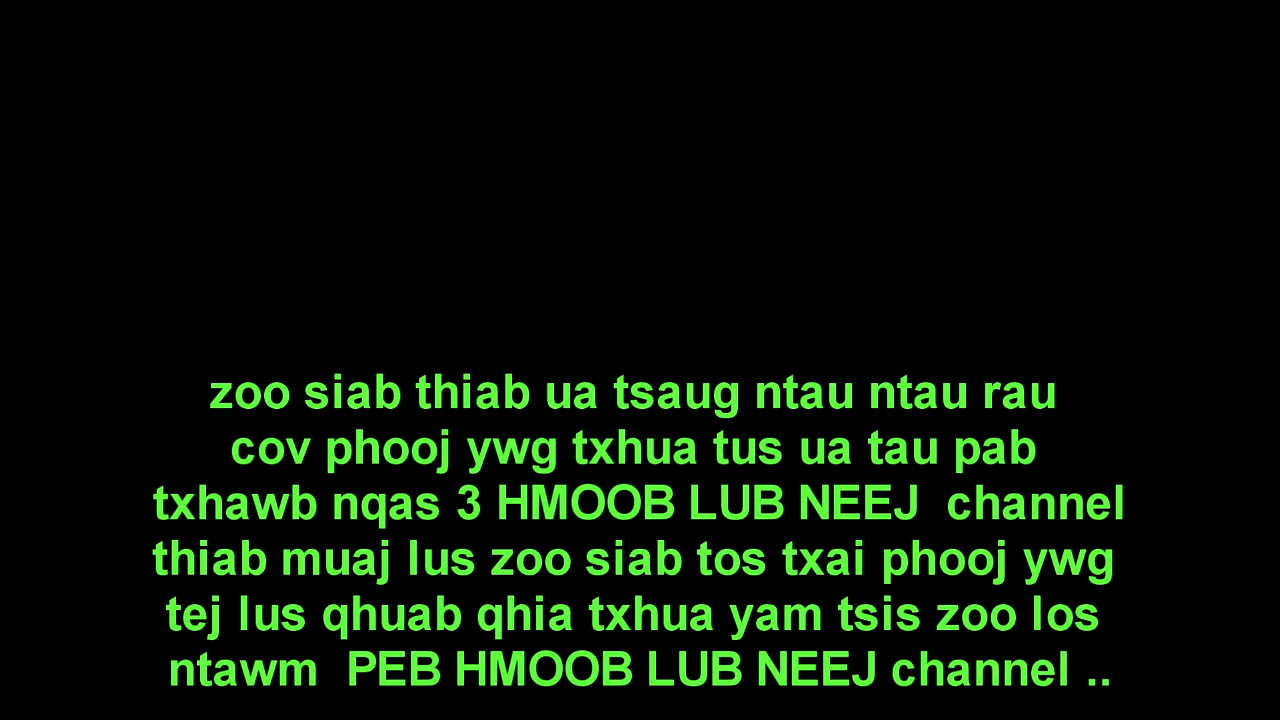 zoo siab thiab ua tsaug ntau ntau rau
cov phooj ywg txhua tus ua tau pab
txhawb nqas 3 HMOOB LUB NEEJ  channel
thiab muaj lus zoo siab tos txai phooj ywg
tej lus qhuab qhia txhua yam tsis zoo los
ntawm  PEB HMOOB LUB NEEJ channel ..